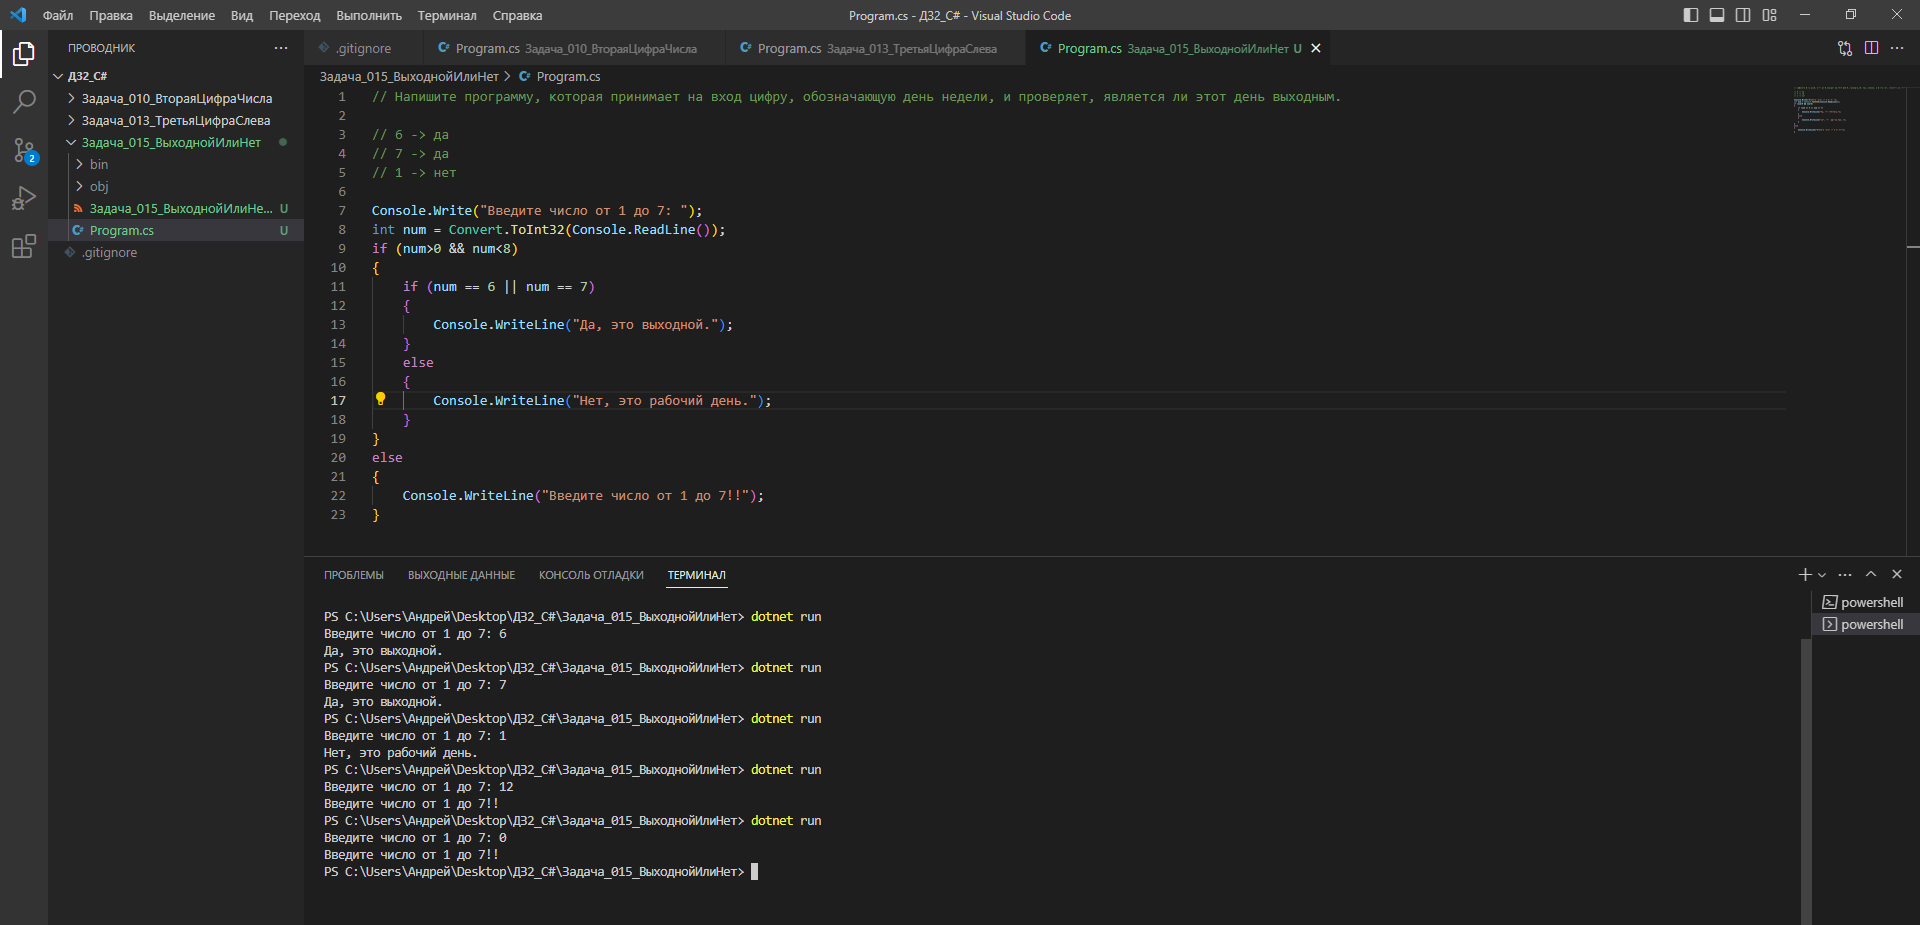 Файл Правка Выделение Вид Переход Выполнить Терминал Справка
Program.cs - ДЗ2_C# - Visual Studio Code
ПРОВОДНИК
ДЗ2_C#
Задача_010_ВтораяЦифраЧисла
Задача_013_ТретьяЦифраСлева
Задача_015_ВыходнойИлиНет
bin
obj
Задача_015_ВыходнойИлиНе... U
Program.cs U
.gitignore
2
.gitignore
Program.cs Задача_010_ВтораяЦифраЧисла
Program.cs Задача_013_ТретьяЦифраСлева
Program.cs Задача_015_ВыходнойИлиНет U
Задача_015_ВыходнойИлиНет > Program.cs
1 // Напишите программу, которая принимает на вход цифру, обозначающую день недели, и проверяет, является ли этот день выходным.
2
3 // 6 -> да
4 // 7 -> да
5 // 1 -> нет
6
7 Console.Write("Введите число от 1 до 7: ");
8 int num = Convert.ToInt32(Console.ReadLine());
9 if (num>0 && num<8)
10 {
11 if (num == 6 || num == 7)
12 {
13 Console.WriteLine("Да, это выходной.");
14 }
15 else
16 {
17 Console.WriteLine("Нет, это рабочий день.");
18 }
19 }
20 else
21 {
22 Console.WriteLine("Введите число от 1 до 7!!");
23 }
ПРОБЛЕМЫ ВЫХОДНЫЕ ДАННЫЕ КОНСОЛЬ ОТЛАДКИ ТЕРМИНАЛ
PS C:\Users\Андрей\Desktop\ДЗ2_C#\Задача_015_ВыходнойИлиНет> dotnet run
Введите число от 1 до 7: 6
Да, это выходной.
PS C:\Users\Андрей\Desktop\ДЗ2_C#\Задача_015_ВыходнойИлиНет> dotnet run
Введите число от 1 до 7: 7
Да, это выходной.
PS C:\Users\Андрей\Desktop\ДЗ2_C#\Задача_015_ВыходнойИлиНет> dotnet run
Введите число от 1 до 7: 1
Нет, это рабочий день.
PS C:\Users\Андрей\Desktop\ДЗ2_C#\Задача_015_ВыходнойИлиНет> dotnet run
Введите число от 1 до 7: 12
Введите число от 1 до 7!!
PS C:\Users\Андрей\Desktop\ДЗ2_C#\Задача_015_ВыходнойИлиНет> dotnet run
Введите число от 1 до 7: 0
Введите число от 1 до 7!!
PS C:\Users\Андрей\Desktop\ДЗ2_C#\Задача_015_ВыходнойИлиНет>
powershell
powershell